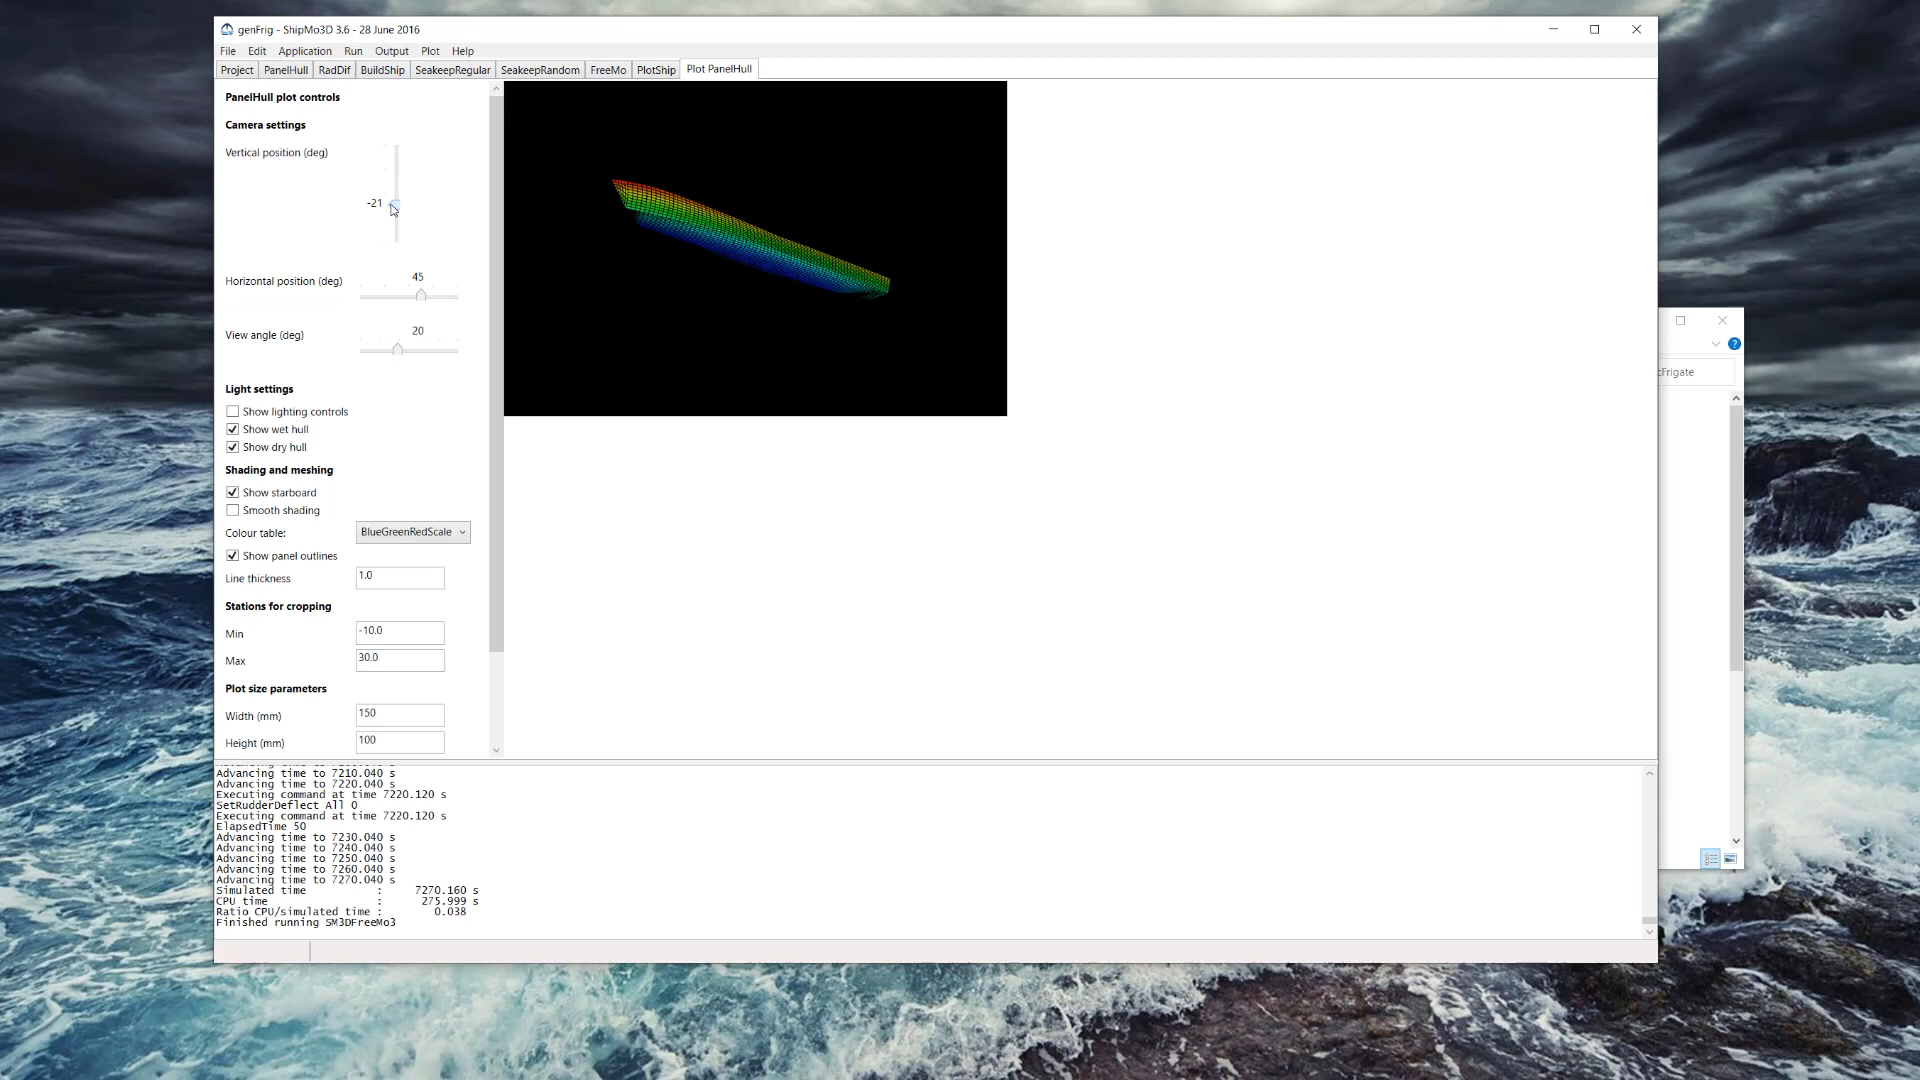 genFrig - ShipMo3D 3.6 - 28 June 2016
File Edit Application Run Output Plot Help
Project PanelHull RadDif BuildShip SeakeepRegular SeakeepRandom FreeMo PlotShip Plot PanelHull
PanelHull plot controls
Camera settings
Vertical position (deg)
-21
45
Horizontal position (deg)
20
View angle (deg)
Light settings
Show lighting controls
Show wet hull
Show dry hull
Shading and meshing
Show starboard
Smooth shading
Colour table: BlueGreenRedScale
Show panel outlines
Line thickness 1.0
Stations for cropping
Min -10.0
Max 30.0
Plot size parameters
Width (mm) 150
Height (mm) 100
Advancing time to 7210.040 s
Advancing time to 7220.040 s
Executing command at time 7220.120 s
SetRudderDeflect All 0
Executing command at time 7220.120 s
ElapsedTime 50
Advancing time to 7230.040 s
Advancing time to 7240.040 s
Advancing time to 7250.040 s
Advancing time to 7260.040 s
Advancing time to 7270.040 s
Simulated time : 7270.160 s
CPU time : 275.999 s
Ratio CPU/simulated time : 0.038
Finished running SM3DFreeMo3
?
cFrigate